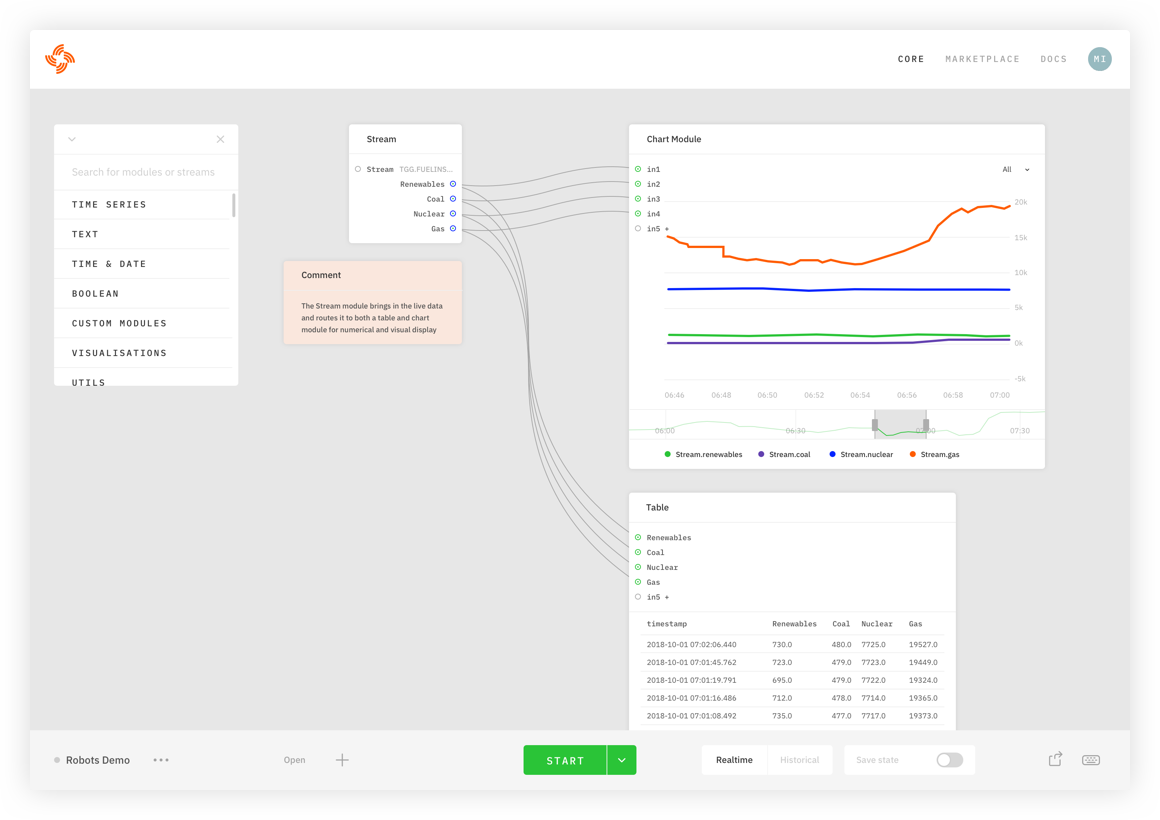 CORE MARKETPLACE DOCS MI
Search for modules or streams
TIME SERIES
TEXT
TIME & DATE
BOOLEAN
CUSTOM MODULES
VISUALISATIONS
UTILS
Stream
Stream TGG.FUELINS...
Renewables
Coal
Nuclear
Gas
Comment
The Stream module brings in the live data
and routes it to both a table and chart
module for numerical and visual display
Chart Module
in1
in2
in3
in4
in5 +
All
20k
15k
10k
5k
0k
-5k
06:46 06:48 06:50 06:52 06:54 06:56 06:58 07:00
06:00 06:30 07:30
Stream.renewables Stream.coal Stream.nuclear Stream.gas
Table
Renewables
Coal
Nuclear
Gas
in5 +
timestamp Renewables Coal Nuclear Gas
2018-10-01 07:02:06.440 730.0 480.0 7725.0 19527.0
2018-10-01 07:01:45.762 723.0 479.0 7723.0 19449.0
2018-10-01 07:01:19.791 695.0 479.0 7722.0 19324.0
2018-10-01 07:01:16.486 712.0 478.0 7714.0 19365.0
2018-10-01 07:01:08.492 735.0 477.0 7717.0 19373.0
Robots Demo
Open
START
Realtime Historical
Save state